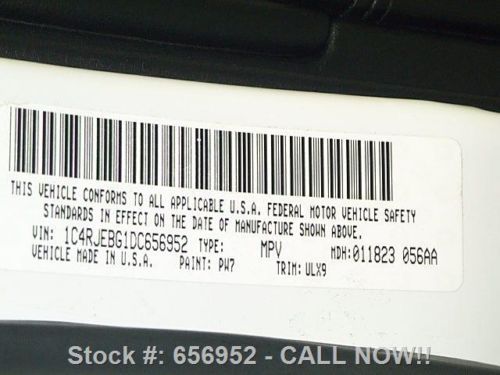 THIS VEHICLE CONFORMS TO ALL APPLICABLE U.S.A. FEDERAL MOTOR VEHICLE SAFETY
STANDARDS IN EFFECT ON THE DATE OF MANUFACTURE SHOWN ABOVE.
VIN: 1C4RJEBG1DC656952 TYPE: MPV MDH:011823 056AA
VEHICLE MADE IN U.S.A. PAINT: PW7 TRIM: ULX9
Stock #: 656952 - CALL NOW!!